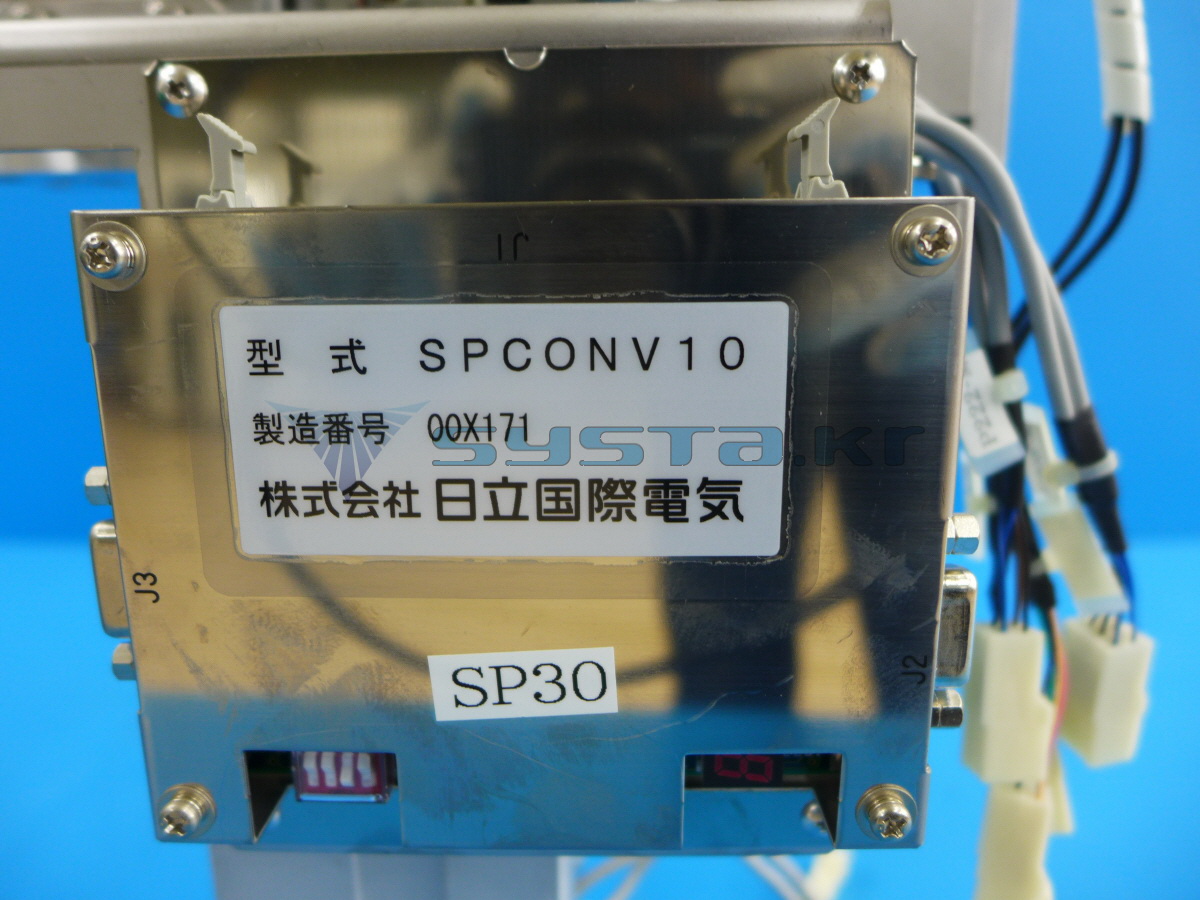 J1
型 式 SPCONV10
製造番号 00X171
systa.kr
株式会社 日立国際電気
J3
J2
SP30
P222